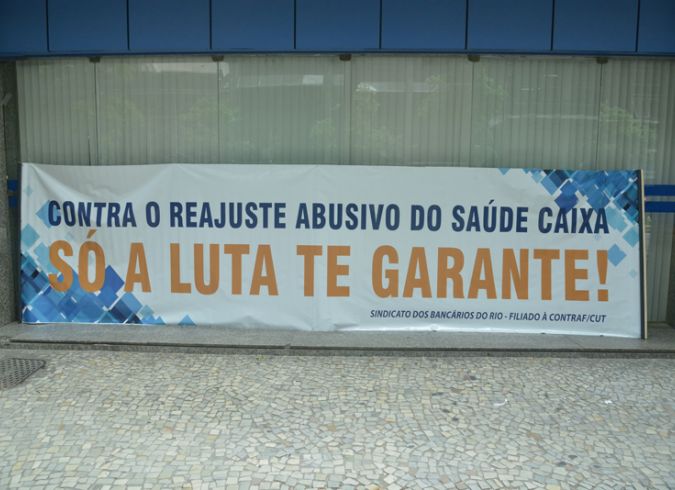 CONTRA O REAJUSTE ABUSIVO DO SAÚDE CAIXA
SÓ A LUTA TE GARANTE!
SINDICATO DOS BANCÁRIOS DO RIO - FILIADO À CONTRAF/CUT